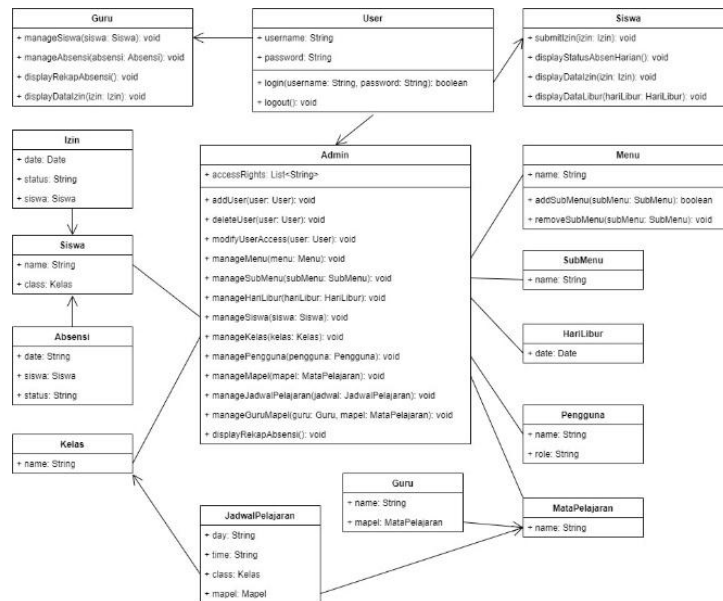 Guru
+ manageSiswa(siswa: Siswa): void
+ manageAbsensi(absensi: Absensi): void
+ displayRekapAbsensi(): void
+ displayDataIzin(izin: Izin): void
User
+ username: String
+ password: String
+ login(username: String, password: String): boolean
+ logout(): void
Siswa
+ submitIzin(izin: Izin): void
+ displayStatusAbsenHarian(): void
+ displayDataIzin(izin: Izin): void
+ displayDataLibur(hariLibur: HariLibur): void
Izin
+ date: Date
+ status: String
+ siswa: Siswa
Siswa
+ name: String
+ class: Kelas
Absensi
+ date: String
+ siswa: Siswa
+ status: String
Kelas
+ name: String
Admin
+ accessRights: List<String>
+ addUser(user: User): void
+ deleteUser(user: User): void
+ modifyUserAccess(user: User): void
+ manageMenu(menu: Menu): void
+ manageSubMenu(subMenu: SubMenu): void
+ manageHariLibur(hariLibur: HariLibur): void
+ manageSiswa(siswa: Siswa): void
+ manageKelas(kelas: Kelas): void
+ managePengguna(pengguna: Pengguna): void
+ manageMapel(mapel: MataPelajaran): void
+ manageJadwalPelajaran(jadwal: JadwalPelajaran): void
+ manageGuruMapel(guru: Guru, mapel: MataPelajaran): void
+ displayRekapAbsensi(): void
Menu
+ name: String
+ addSubMenu(subMenu: SubMenu): boolean
+ removeSubMenu(subMenu: SubMenu): void
SubMenu
+ name: String
HariLibur
+ date: Date
Pengguna
+ name: String
+ role: String
Guru
+ name: String
+ mapel: MataPelajaran
MataPelajaran
+ name: String
JadwalPelajaran
+ day: String
+ time: String
+ class: Kelas
+ mapel: Mapel